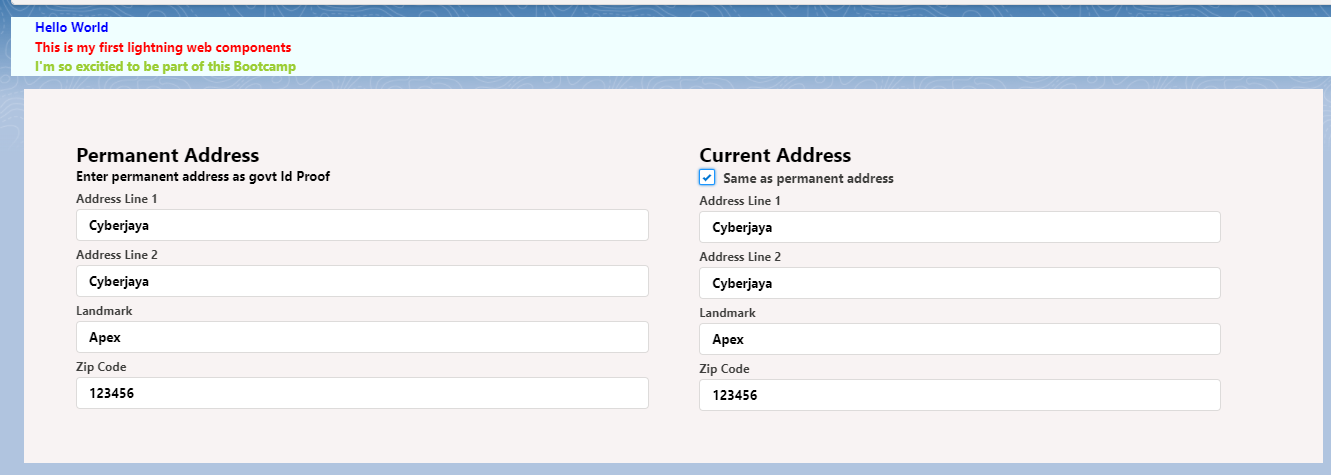 Hello World
This is my first lightning web components
I'm so excitied to be part of this Bootcamp
Permanent Address
Enter permanent address as govt Id Proof
Address Line 1
Cyberjaya
Address Line 2
Cyberjaya
Landmark
Apex
Zip Code
123456
Current Address
Same as permanent address
Address Line 1
Cyberjaya
Address Line 2
Cyberjaya
Landmark
Apex
Zip Code
123456